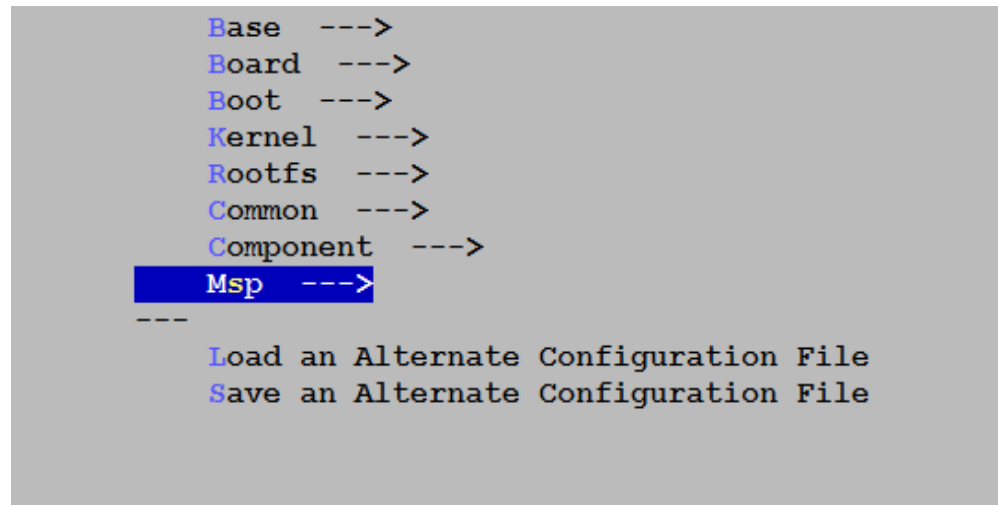 Base  --->
Board  --->
Boot  --->
Kernel  --->
Rootfs  --->
Common  --->
Component  --->
Msp  --->
---
Load an Alternate Configuration File
Save an Alternate Configuration File